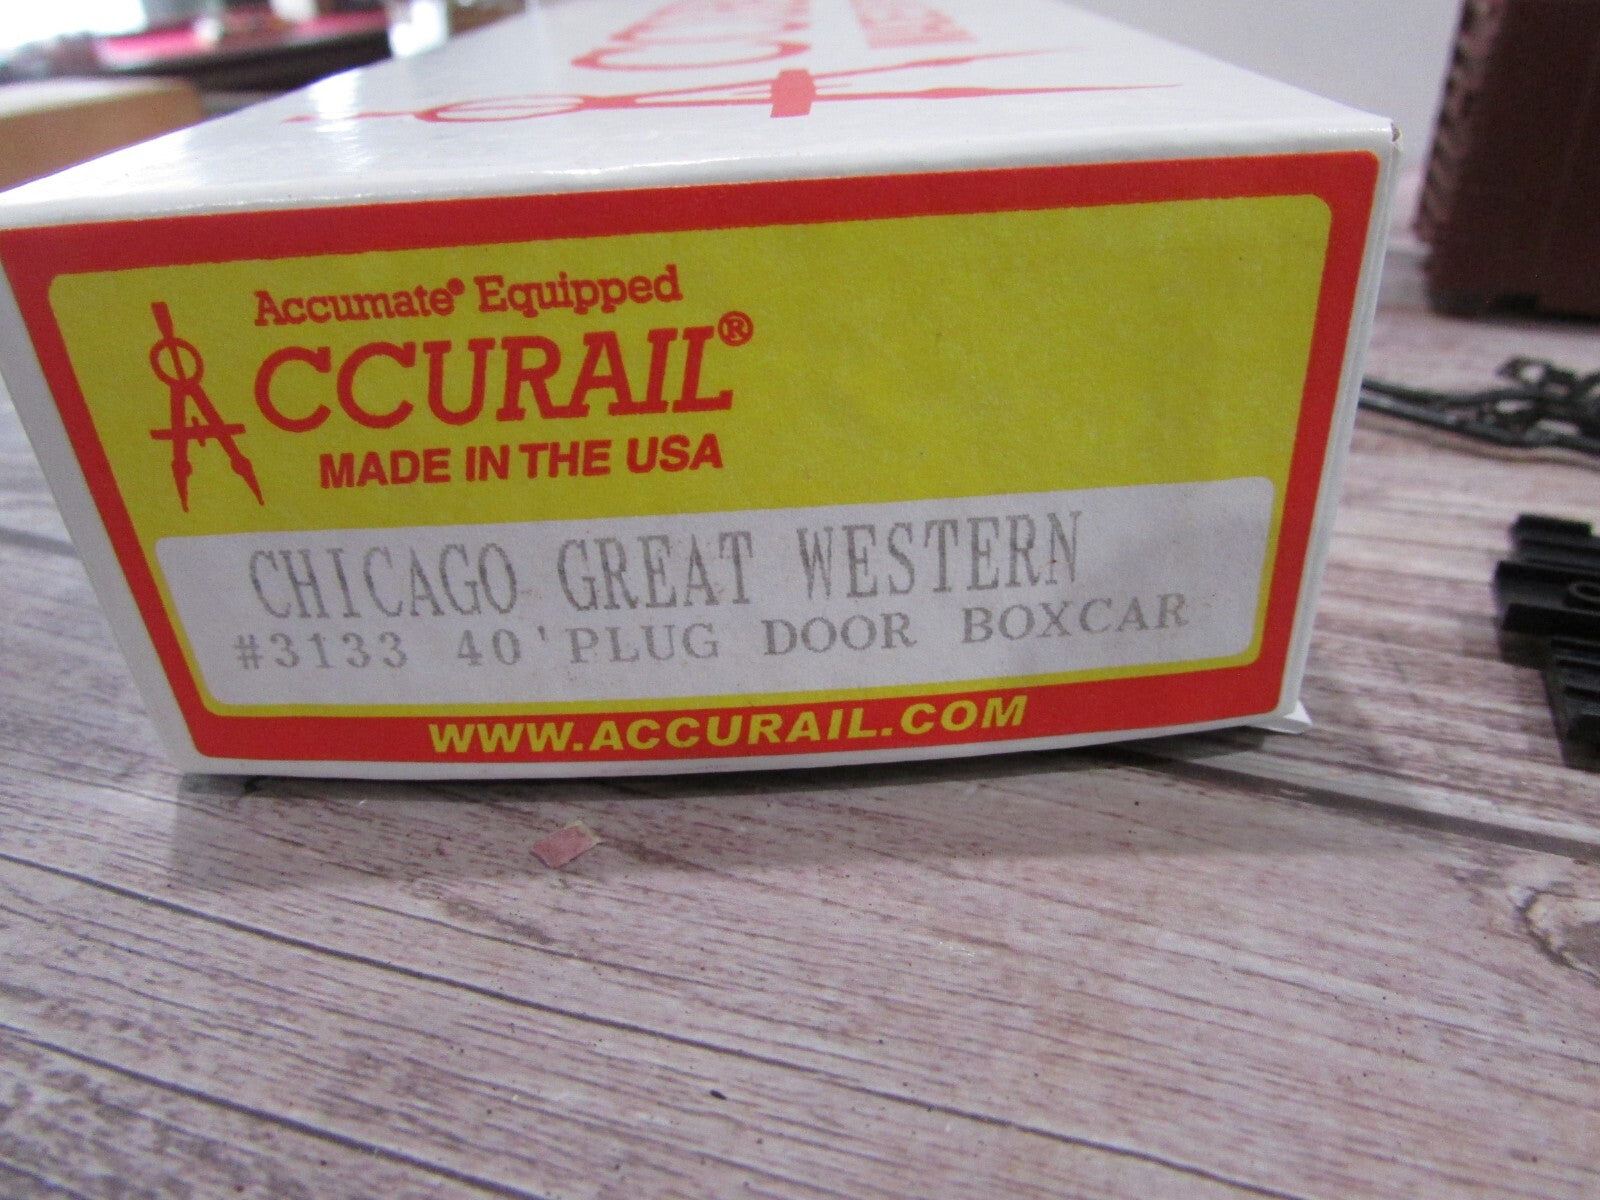 Accumate® Equipped
ACCURAIL®
MADE IN THE USA
CHICAGO GREAT WESTERN
#3133 40' PLUG DOOR BOXCAR
WWW.ACCURAIL.COM